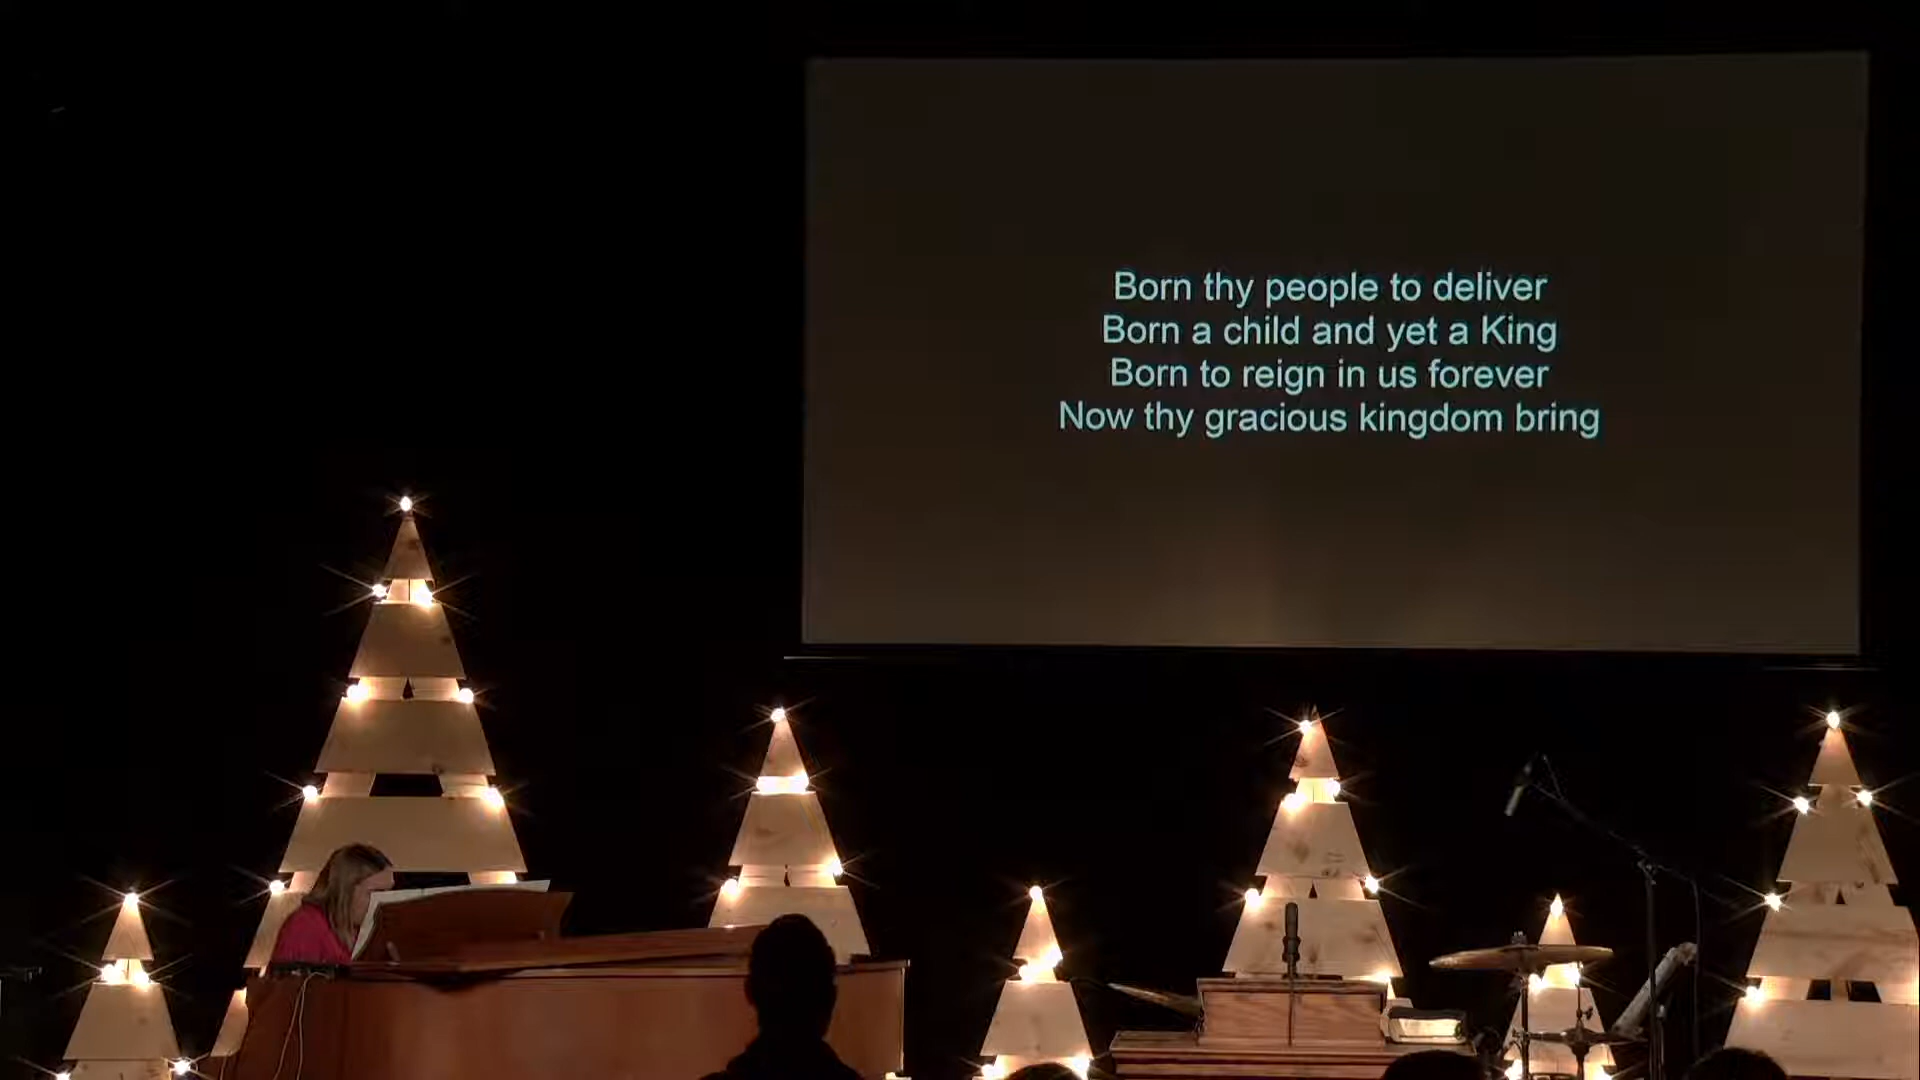 Born thy people to deliver
Born a child and yet a King
Born to reign in us forever
Now thy gracious kingdom bring